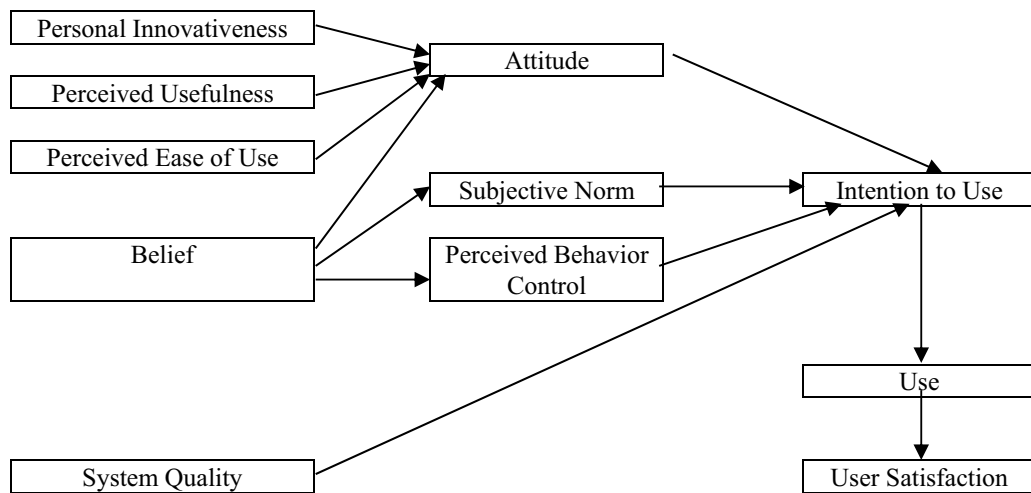 Personal Innovativeness
Attitude
Perceived Usefulness
Perceived Ease of Use
Subjective Norm
Intention to Use
Belief
Perceived Behavior
Control
Use
System Quality
User Satisfaction